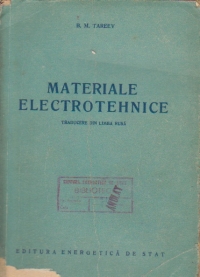 B. M. TAREEV
MATERIALE
ELECTROTEHNICE
TRADUCERE DIN LIMBA RUSĂ
EDITURA ENERGETICĂ DE STAT